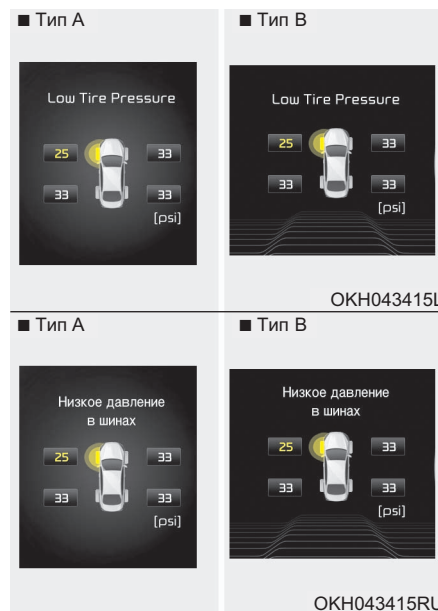 ■ Тип A
■ Тип B
Low Tire Pressure
25 33
33 33
[psi]
Low Tire Pressure
25 33
33 33
[psi]
OKH043415L
■ Тип A
■ Тип B
Низкое давление
в шинах
25 33
33 33
[psi]
Низкое давление
в шинах
25 33
33 33
[psi]
OKH043415RU